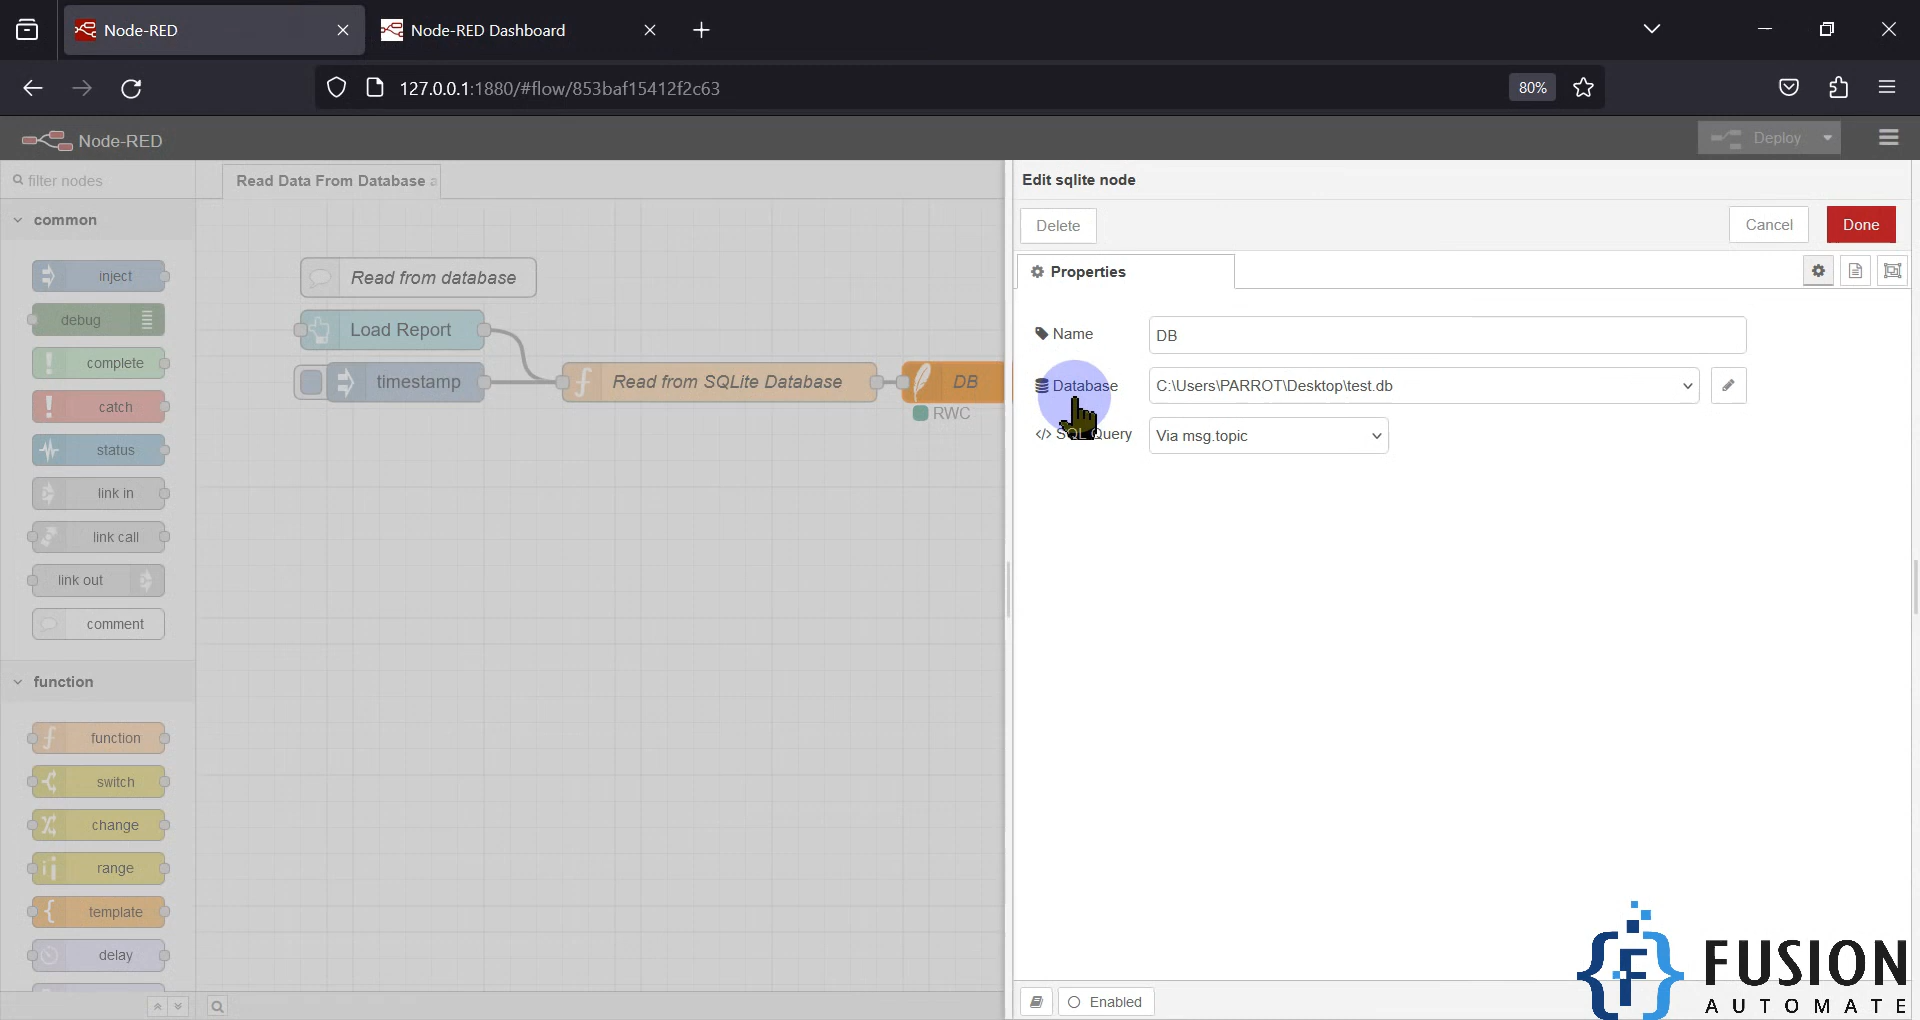 Node-RED
Node-RED Dashboard
127.0.0.1:1880/#flow/853baf15412f2c63
80%
Node-RED
Deploy
filter nodes
Read Data From Database a
Edit sqlite node
common
Delete
Cancel
Done
Properties
inject
debug
complete
catch
status
link in
link call
link out
comment
function
function
switch
change
range
template
delay
Read from database
Load Report
timestamp
Read from SQLite Database
DB
RWC
Name
DB
Database
C:\Users\PARROT\Desktop\test.db
</> SQL Query
Via msg.topic
Enabled
FUSION
AUTOMATE